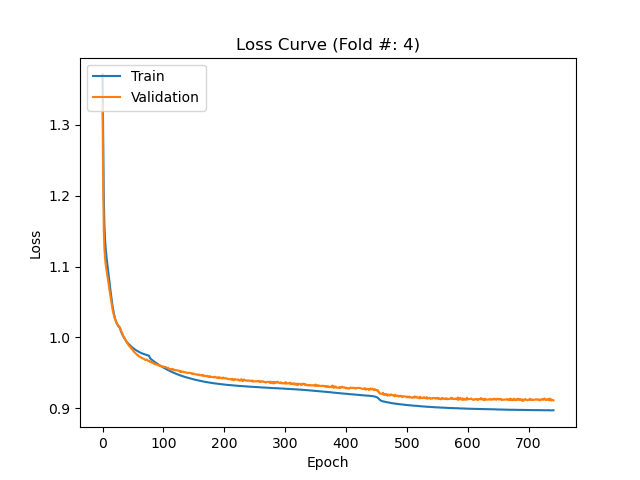 Loss Curve (Fold #: 4)
Train
Validation
1.3
1.2
1.1
1.0
0.9
Loss
0 100 200 300 400 500 600 700
Epoch